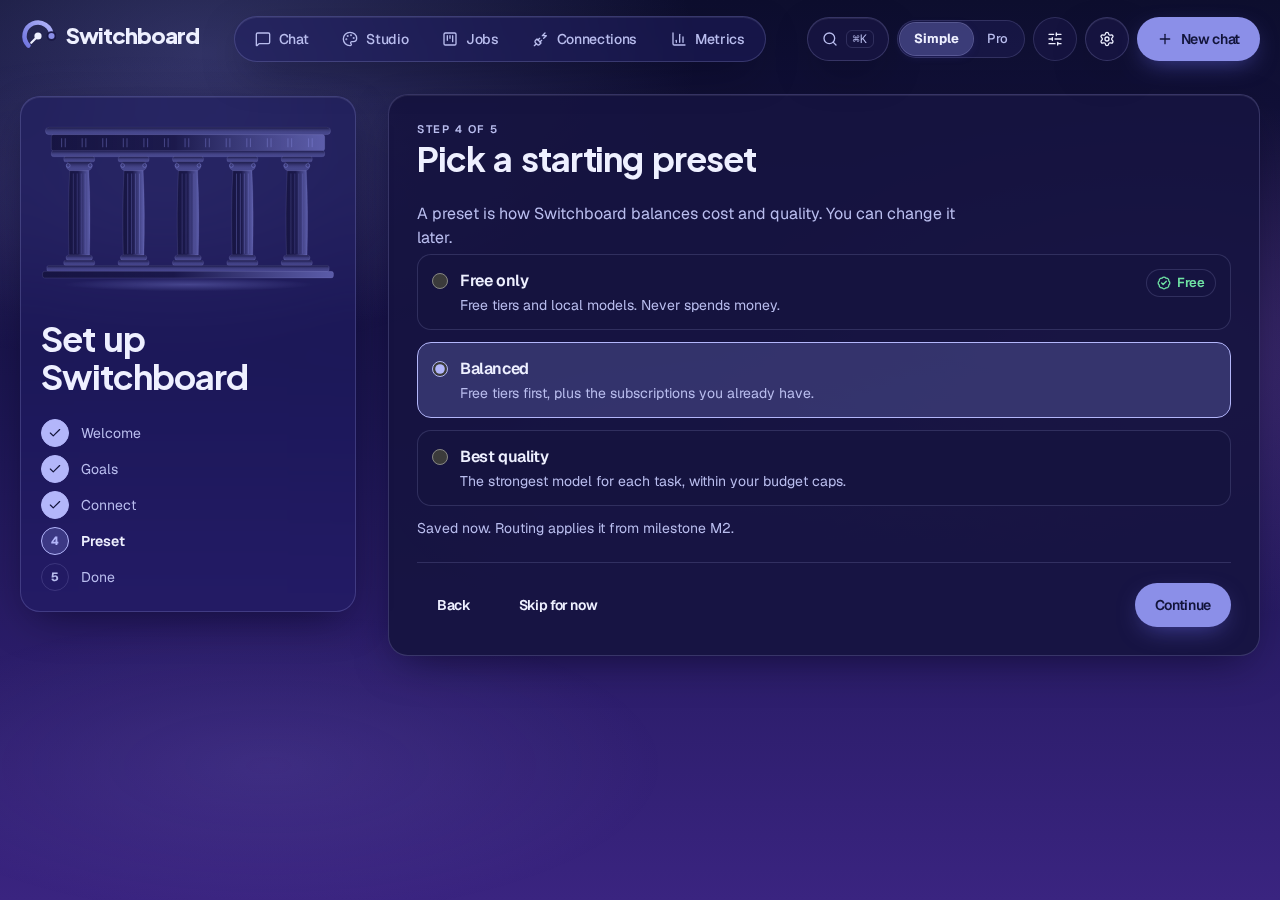 Switchboard
Chat
Studio
Jobs
Connections
Metrics
⌘K
Simple
Pro
New chat
Set up
Switchboard
Welcome
Goals
Connect
4 Preset
5 Done
STEP 4 OF 5
Pick a starting preset
A preset is how Switchboard balances cost and quality. You can change it
later.
Free only
Free
Free tiers and local models. Never spends money.
Balanced
Free tiers first, plus the subscriptions you already have.
Best quality
The strongest model for each task, within your budget caps.
Saved now. Routing applies it from milestone M2.
Back
Skip for now
Continue